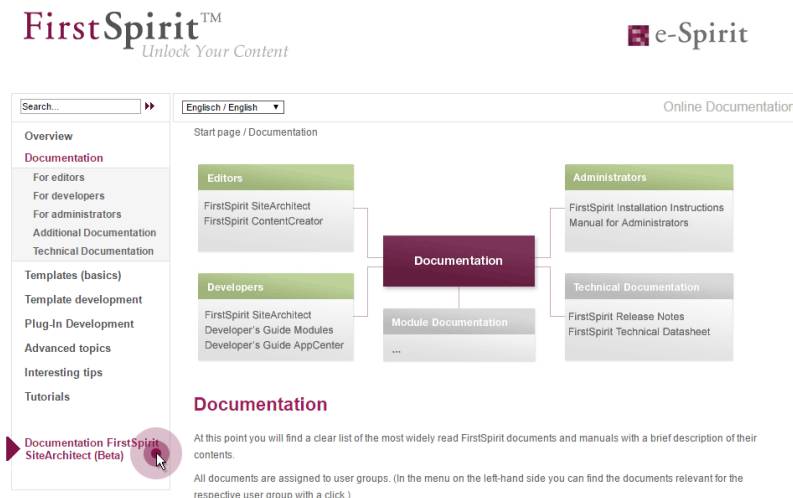 FirstSpirit™
Unlock Your Content
e-Spirit
Search...
Englisch / English
Online Documentation
Start page / Documentation
Overview
Documentation
For editors
For developers
For administrators
Additional Documentation
Technical Documentation
Templates (basics)
Template development
Plug-In Development
Advanced topics
Interesting tips
Tutorials
Documentation FirstSpirit
SiteArchitect (Beta)
Editors
FirstSpirit SiteArchitect
FirstSpirit ContentCreator
Administrators
FirstSpirit Installation Instructions
Manual for Administrators
Documentation
Developers
FirstSpirit SiteArchitect
Developer's Guide Modules
Developer's Guide AppCenter
Module Documentation
...
Technical Documentation
FirstSpirit Release Notes
FirstSpirit Technical Datasheet
Documentation
At this point you will find a clear list of the most widely read FirstSpirit documents and manuals with a brief description of their
contents.
All documents are assigned to user groups. (In the menu on the left-hand side you can find the documents relevant for the
respective user group with a click.)